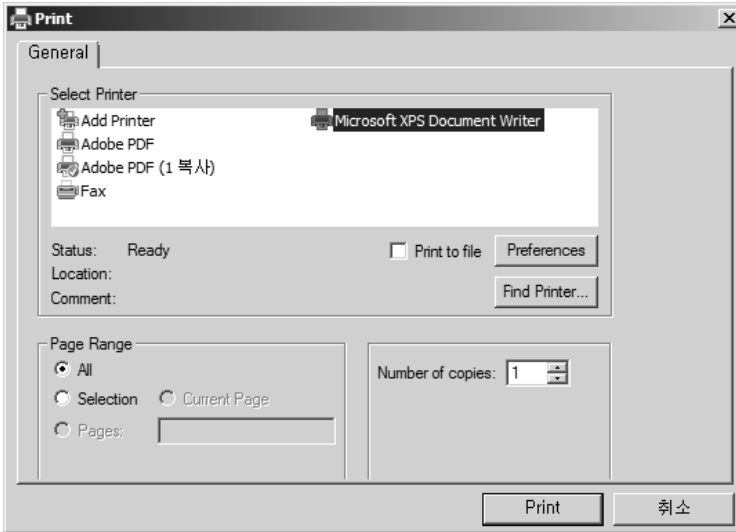 Print
General
Select Printer
Add Printer
Microsoft XPS Document Writer
Adobe PDF
Adobe PDF (1 복사)
Fax
Status: Ready
Print to file
Preferences
Location:
Comment:
Find Printer...
Page Range
All
Number of copies: 1
Selection
Current Page
Pages:
Print
취소